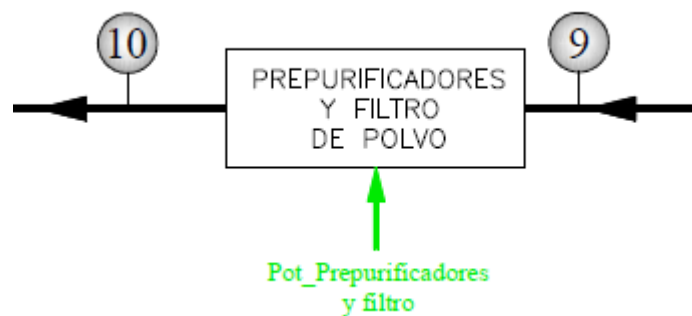 10
9
PREPURIFICADORES
Y FILTRO
DE POLVO
Pot_Prepurificadores
y filtro